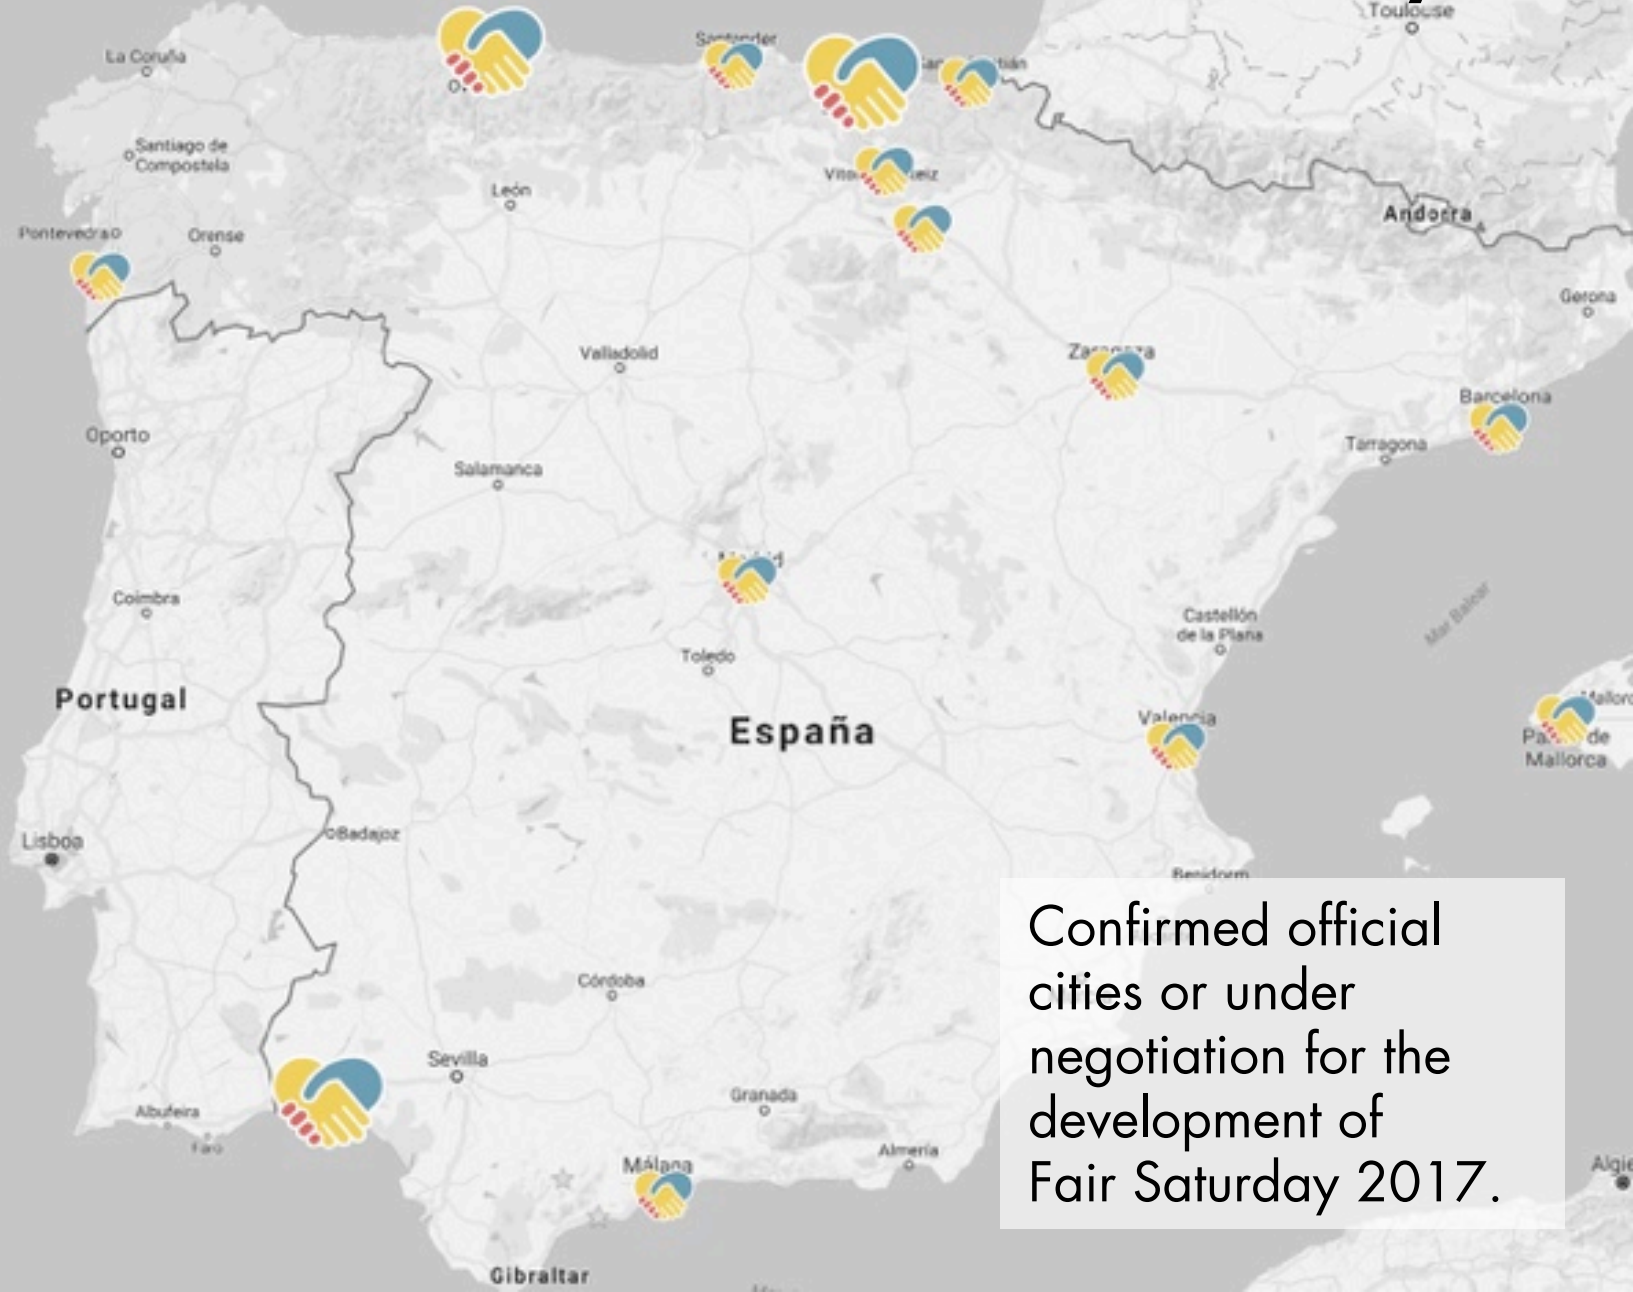 Toulouse
La Coruña
Santander
Santiago de
Compostela
León
Andorra
Pontevedra
Orense
Gerona
Valladolid
Zaragoza
Barcelona
Oporto
Tarragona
Salamanca
Madrid
Coimbra
Castellón
de la Plana
Mar Balear
Toledo
Portugal
España
Valencia
de
Mallorca
Lisboa
Badajoz
Benidorm
Confirmed official
cities or under
negotiation for the
development of
Fair Saturday 2017.
Córdoba
Sevilla
Granada
Albufeira
Faro
Almería
Málaga
Gibraltar